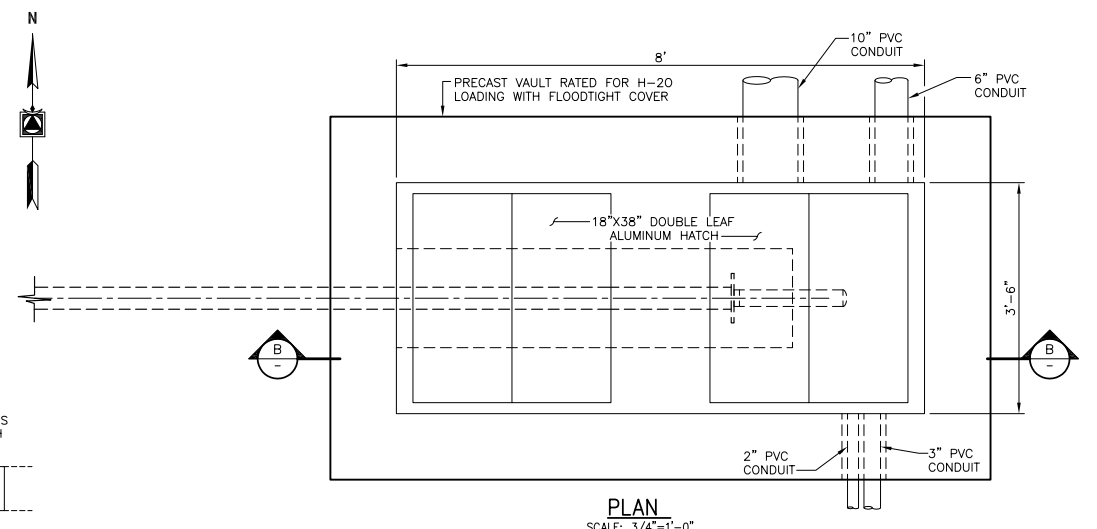 N
8'
10" PVC
CONDUIT
PRECAST VAULT RATED FOR H-20
LOADING WITH FLOODTIGHT COVER
6" PVC
CONDUIT
18"X38" DOUBLE LEAF
ALUMINUM HATCH
3'-6"
B
-
B
-
S
H
2" PVC
CONDUIT
3" PVC
CONDUIT
PLAN
SCALE: 3/4"=1'-0"